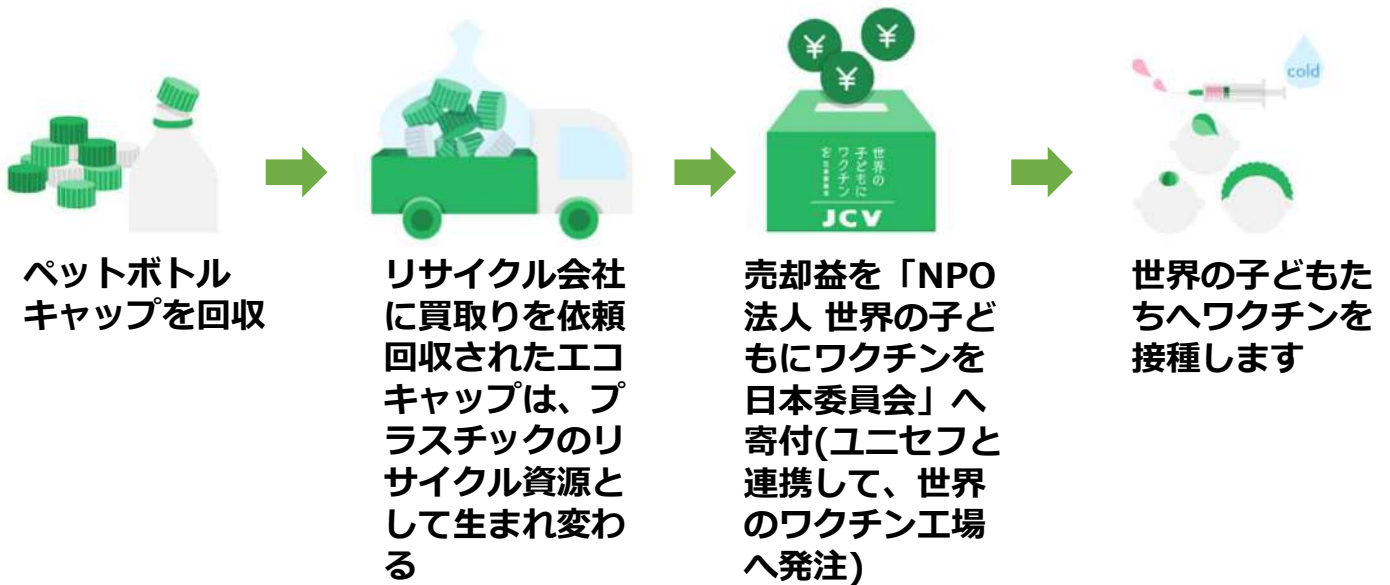 cold
世界の
子どもに
ワクチンを
日本委員会
JCV
ペットボトル
キャップを回収
リサイクル会社
に買取りを依頼
回収されたエコ
キャップは、プ
ラスチックのリ
サイクル資源と
して生まれ変わ
る
売却益を「NPO
法人 世界の子ど
もにワクチンを
日本委員会」へ
寄付(ユニセフと
連携して、世界
のワクチン工場
へ発注)
世界の子どもた
ちへワクチンを
接種します
¥
¥
¥